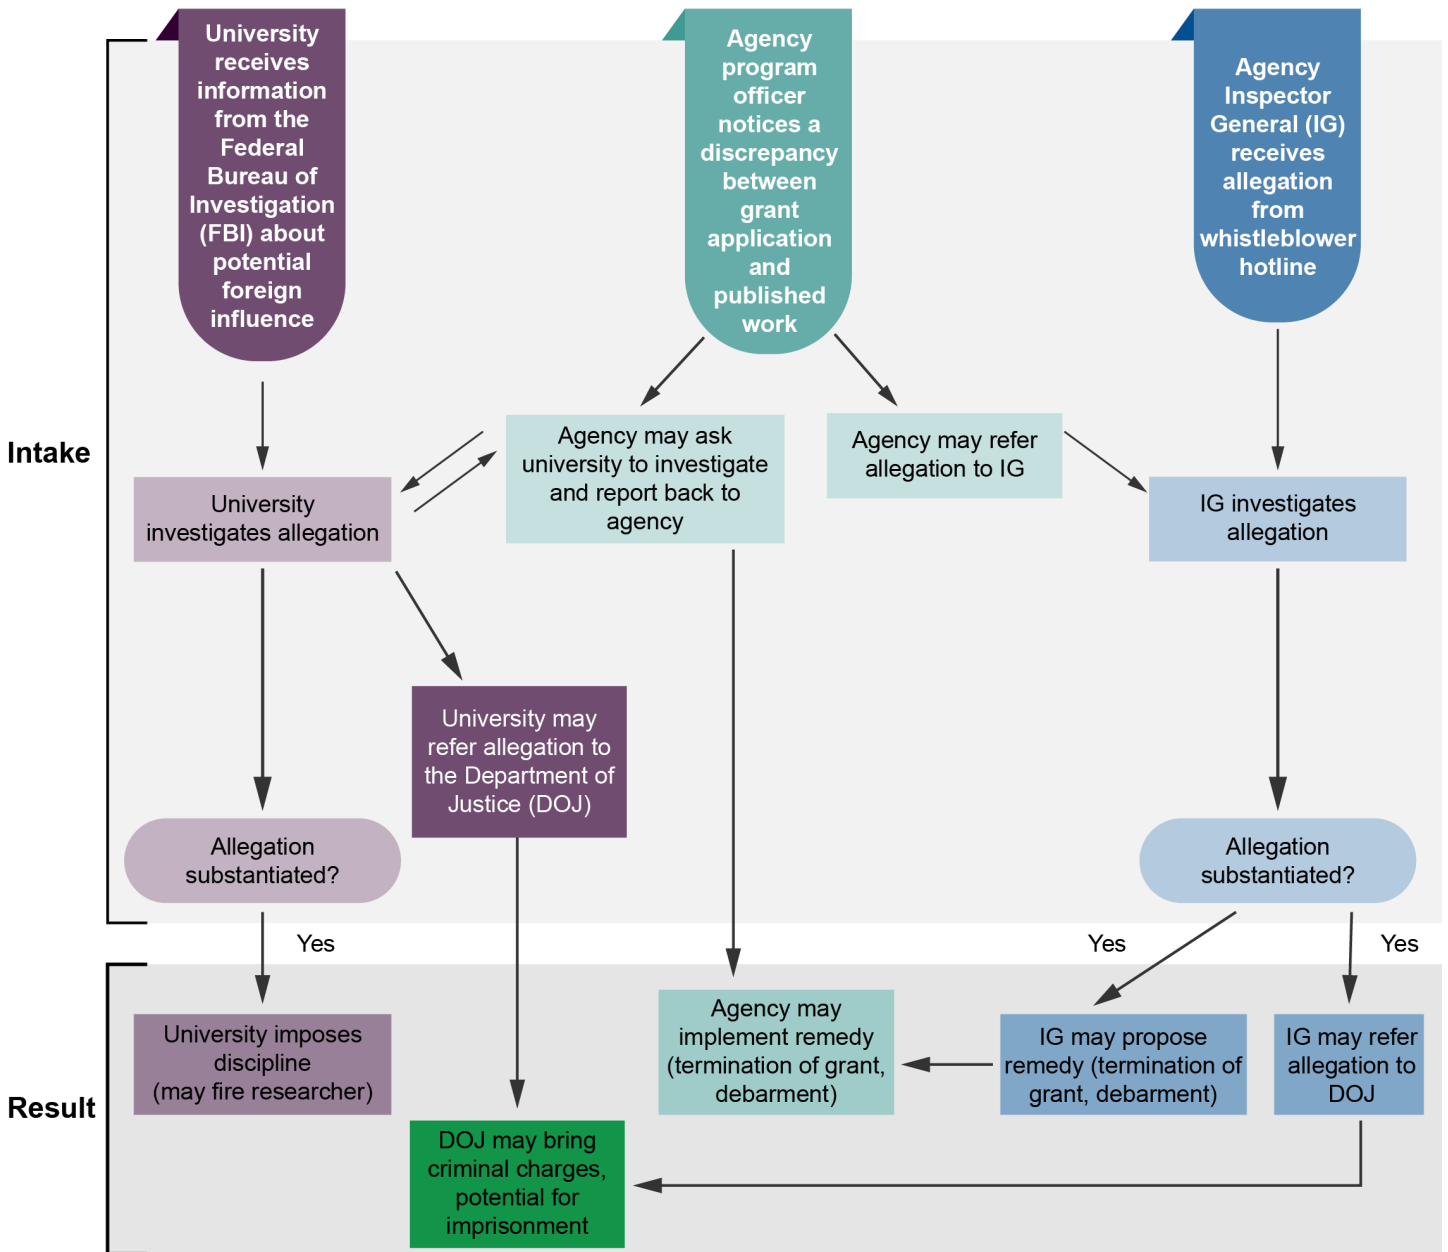 University
receives
information
from the
Federal
Bureau of
Investigation
(FBI) about
potential
foreign
influence
Agency
program
officer
notices a
discrepancy
between
grant
application
and
published
work
Agency
Inspector
General (IG)
receives
allegation
from
whistleblower
hotline
Intake
University
investigates allegation
Agency may ask
university to investigate
and report back to
agency
Agency may refer
allegation to IG
IG investigates
allegation
University may
refer allegation to
the Department of
Justice (DOJ)
Allegation
substantiated?
Allegation
substantiated?
Yes
Yes
Yes
Result
University imposes
discipline
(may fire researcher)
Agency may
implement remedy
(termination of grant,
debarment)
IG may propose
remedy (termination of
grant, debarment)
IG may refer
allegation to
DOJ
DOJ may bring
criminal charges,
potential for
imprisonment